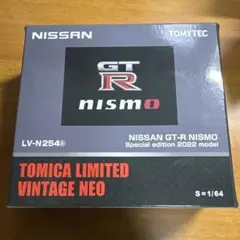 NISSAN TOMYTEC
GT
R
nismo
LV-N254
NISSAN GT-R NISMO
Special edition 2022 model
TOMICA LIMITED
VINTAGE NEO
S=1/64